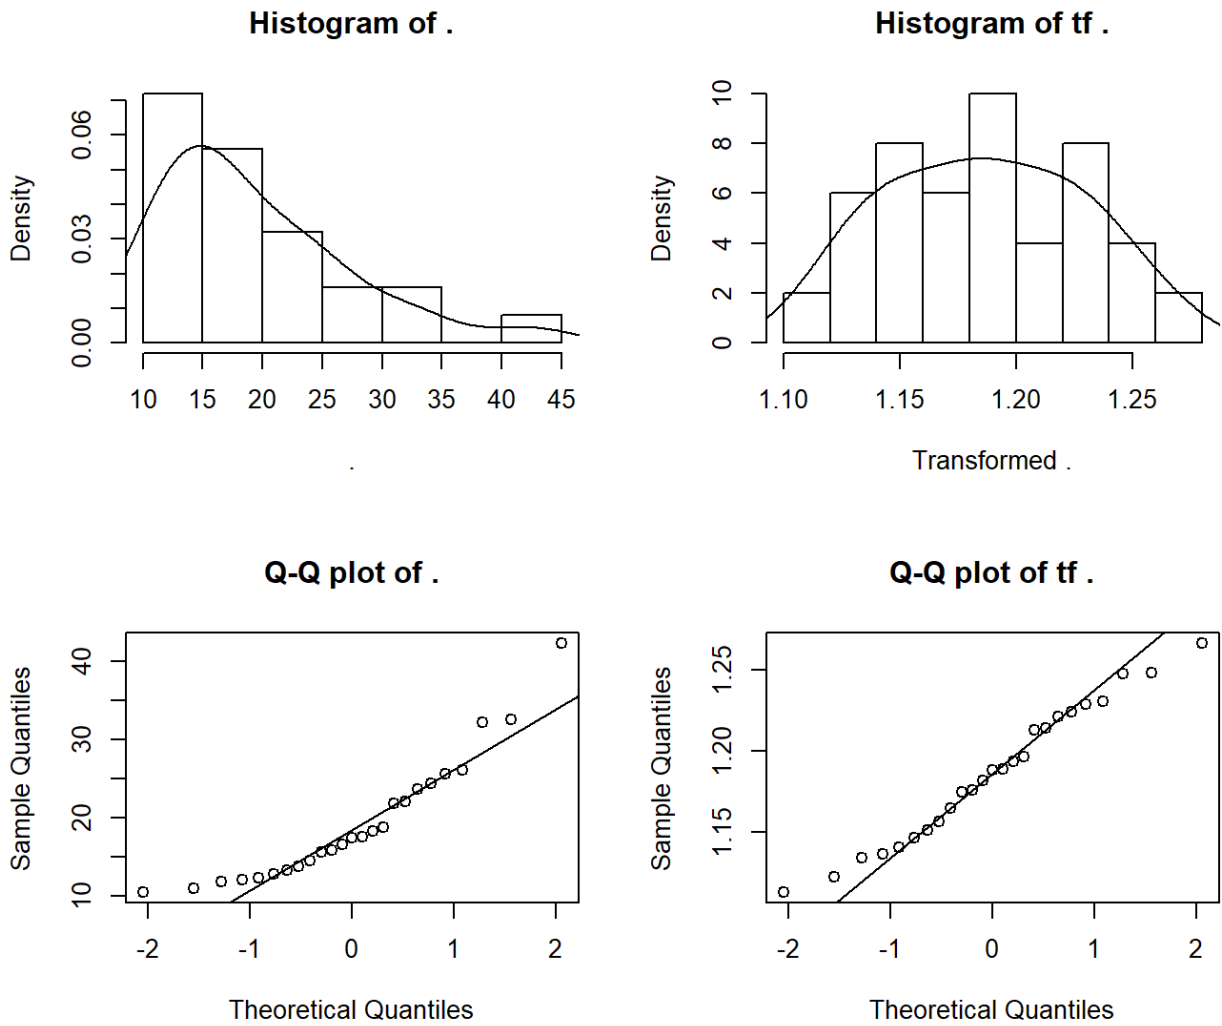 Histogram of .
Density
0.00 0.03 0.06
10 15 20 25 30 35 40 45
.
Histogram of tf .
Density
0 2 4 6 8 10
1.10 1.15 1.20 1.25
Transformed .
Q-Q plot of .
Sample Quantiles
10 20 30 40
-2 -1 0 1 2
Theoretical Quantiles
Q-Q plot of tf .
Sample Quantiles
1.15 1.20 1.25
-2 -1 0 1 2
Theoretical Quantiles